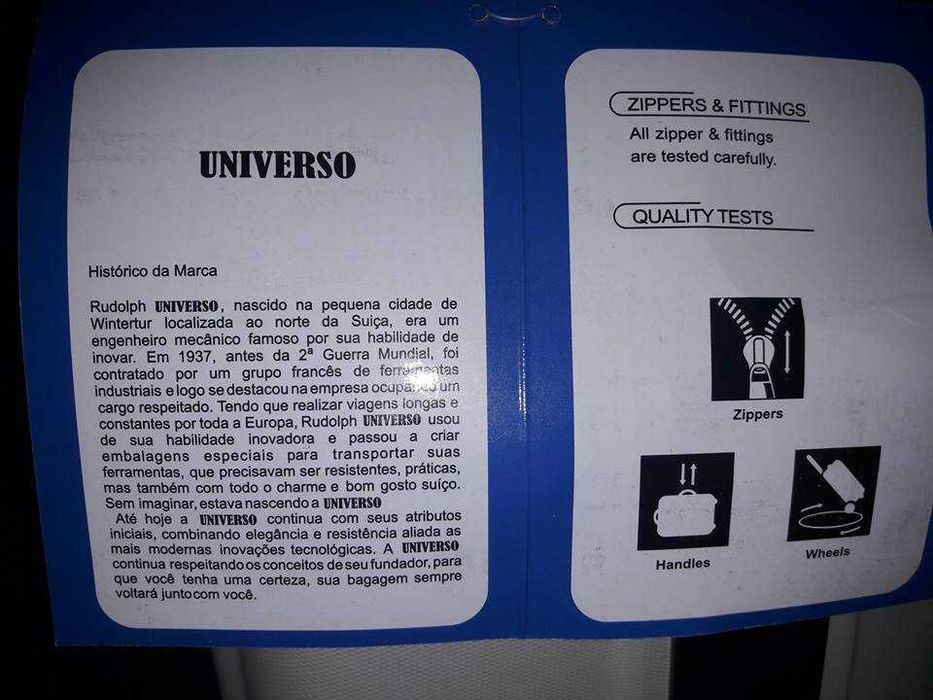 UNIVERSO
Histórico da Marca
Rudolph UNIVERSO, nascido na pequena cidade de
Wintertur localizada ao norte da Suiça, era um
engenheiro mecânico famoso por sua habilidade de
inovar. Em 1937, antes da 2ª Guerra Mundial, foi
contratado por um grupo francês de ferramentas
industriais e logo se destacou na empresa ocupando um
cargo respeitado. Tendo que realizar viagens longas e
constantes por toda a Europa, Rudolph UNIVERSO usou
de sua habilidade inovadora e passou a criar
embalagens especiais para transportar suas
ferramentas, que precisavam ser resistentes, práticas,
mas também com todo o charme e bom gosto suíço.
Sem imaginar, estava nascendo a UNIVERSO
Até hoje a UNIVERSO continua com seus atributos
iniciais, combinando elegância e resistência aliada as
mais modernas inovações tecnológicas. A UNIVERSO
continua respeitando os conceitos de seu fundador, para
que você tenha uma certeza, sua bagagem sempre
voltará junto com você.
ZIPPERS & FITTINGS
All zipper & fittings
are tested carefully.
QUALITY TESTS
Zippers
Handles
Wheels